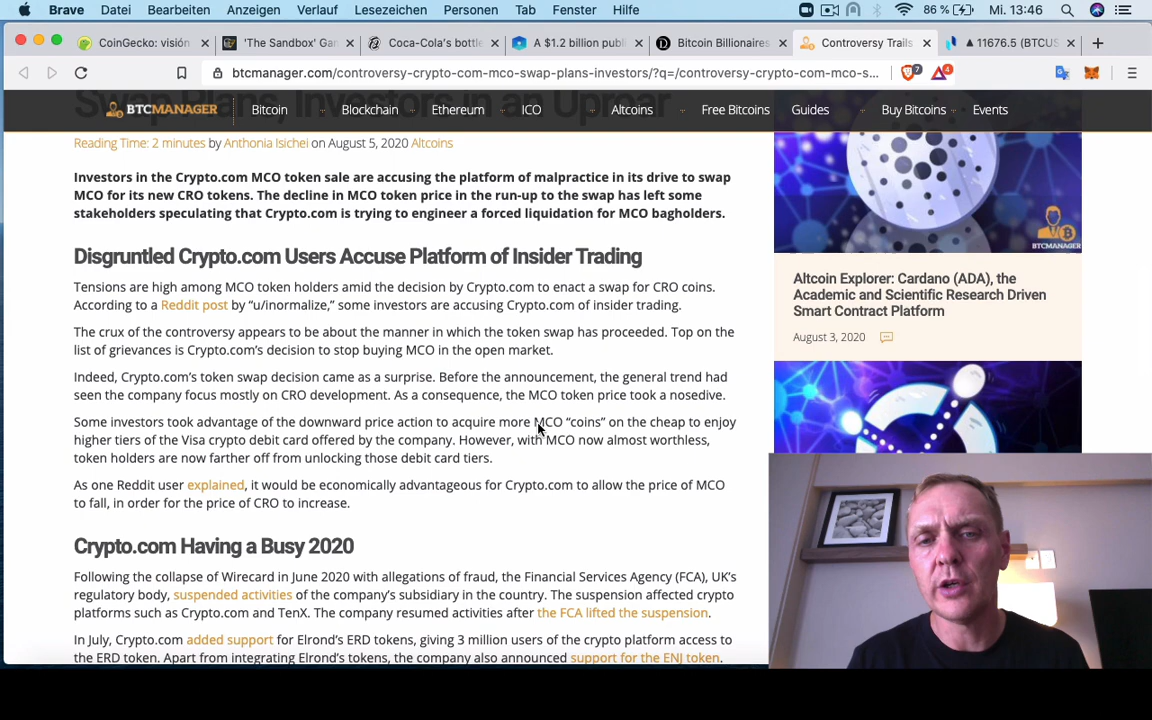 Brave Datei Bearbeiten Anzeigen Verlauf Lesezeichen Personen Tab Fenster Hilfe 86 % Mi. 13:46
CoinGecko: visión 'The Sandbox' Gam Coca-Cola's bottle A $1.2 billion publ Bitcoin Billionaires Controversy Trails 11676.5 (BTCUS
btcmanager.com/controversy-crypto-com-mco-swap-plans-investors/?q=/controversy-crypto-com-mco-s... 7 4
Swap Plans, Investors in an Uproar
BTCMANAGER Bitcoin Blockchain Ethereum ICO Altcoins Free Bitcoins Guides Buy Bitcoins Events
Reading Time: 2 minutes by Anthonia Isichei on August 5, 2020 Altcoins
Investors in the Crypto.com MCO token sale are accusing the platform of malpractice in its drive to swap
MCO for its new CRO tokens. The decline in MCO token price in the run-up to the swap has left some
stakeholders speculating that Crypto.com is trying to engineer a forced liquidation for MCO bagholders.
Disgruntled Crypto.com Users Accuse Platform of Insider Trading
Tensions are high among MCO token holders amid the decision by Crypto.com to enact a swap for CRO coins.
According to a Reddit post by “u/inormalize,” some investors are accusing Crypto.com of insider trading.
The crux of the controversy appears to be about the manner in which the token swap has proceeded. Top on the
list of grievances is Crypto.com’s decision to stop buying MCO in the open market.
Indeed, Crypto.com’s token swap decision came as a surprise. Before the announcement, the general trend had
seen the company focus mostly on CRO development. As a consequence, the MCO token price took a nosedive.
Some investors took advantage of the downward price action to acquire more MCO “coins” on the cheap to enjoy
higher tiers of the Visa crypto debit card offered by the company. However, with MCO now almost worthless,
token holders are now farther off from unlocking those debit card tiers.
As one Reddit user explained, it would be economically advantageous for Crypto.com to allow the price of MCO
to fall, in order for the price of CRO to increase.
Crypto.com Having a Busy 2020
Following the collapse of Wirecard in June 2020 with allegations of fraud, the Financial Services Agency (FCA), UK’s
regulatory body, suspended activities of the company’s subsidiary in the country. The suspension affected crypto
platforms such as Crypto.com and TenX. The company resumed activities after the FCA lifted the suspension.
In July, Crypto.com added support for Elrond’s ERD tokens, giving 3 million users of the crypto platform access to
the ERD token. Apart from integrating Elrond’s tokens, the company also announced support for the ENJ token.
BTCMANAGER
Altcoin Explorer: Cardano (ADA), the
Academic and Scientific Research Driven
Smart Contract Platform
August 3, 2020